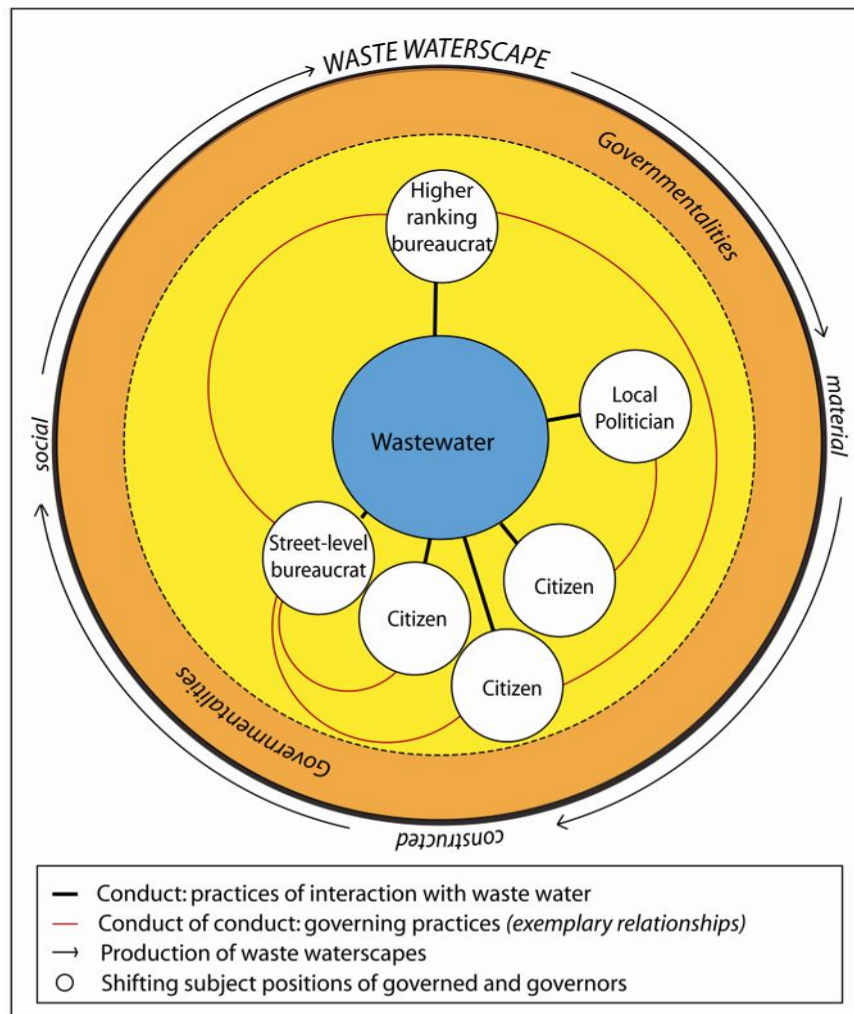 WASTE WATERSCAPE
Governmentalities
Higher
ranking
bureaucrat
material
Local
Politician
social
Wastewater
Street-level
bureaucrat
Citizen
Citizen
Citizen
Governmentalities
constructed
Conduct: practices of interaction with waste water
Conduct of conduct: governing practices (exemplary relationships)
Production of waste waterscapes
Shifting subject positions of governed and governors